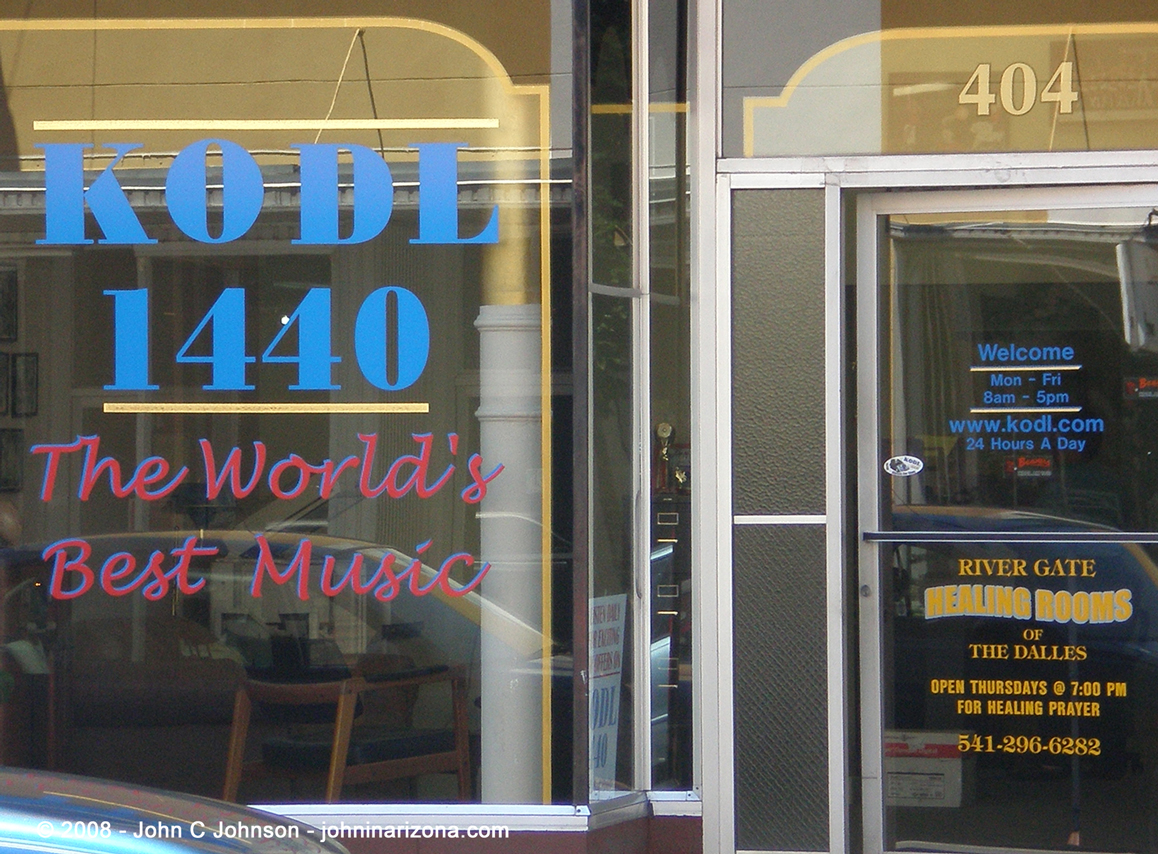 KODL
1440
The World's
Best Music
404
Welcome
Mon - Fri
8am - 5pm
www.kodl.com
24 Hours A Day
RIVER GATE
HEALING ROOMS
OF
THE DALLES
OPEN THURSDAYS @ 7:00 PM
FOR HEALING PRAYER
541-296-6282
© 2008 - John C Johnson - johninarizona.com